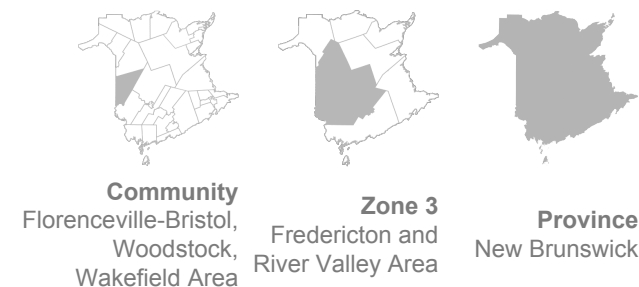 Community
Florenceville-Bristol,
Woodstock,
Wakefield Area
Zone 3
Fredericton and
River Valley Area
Province
New Brunswick